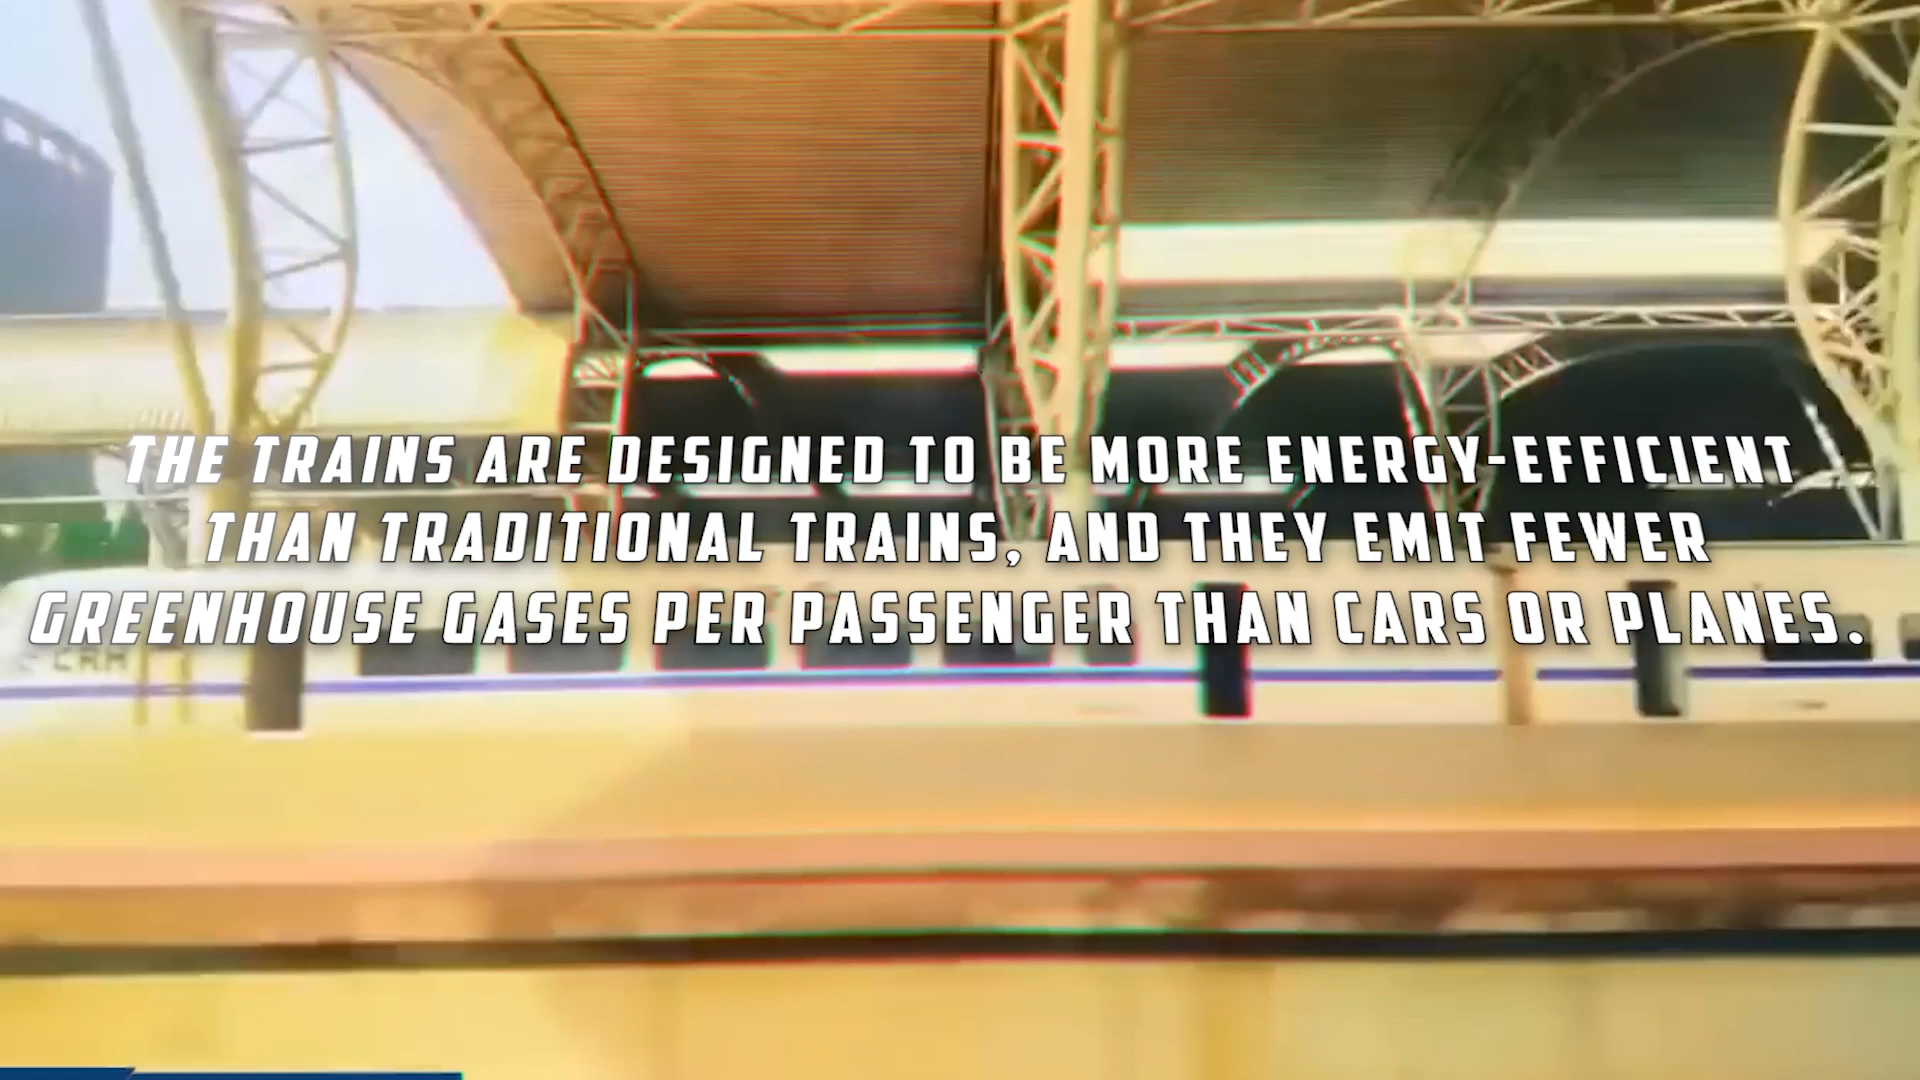 THE TRAINS ARE DESIGNED TO BE MORE ENERGY-EFFICIENT
THAN TRADITIONAL TRAINS, AND THEY EMIT FEWER
GREENHOUSE GASES PER PASSENGER THAN CARS OR PLANES.